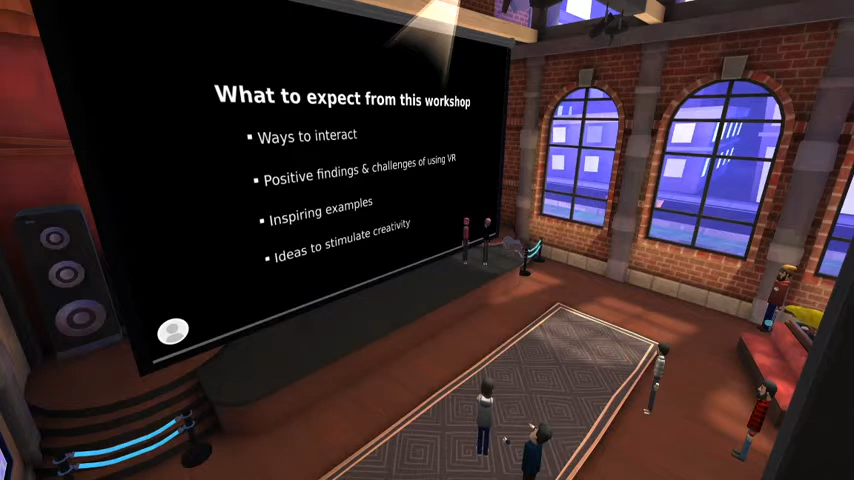 What to expect from this workshop
▪ Ways to interact
▪ Positive findings & challenges of using VR
▪ Inspiring examples
▪ Ideas to stimulate creativity